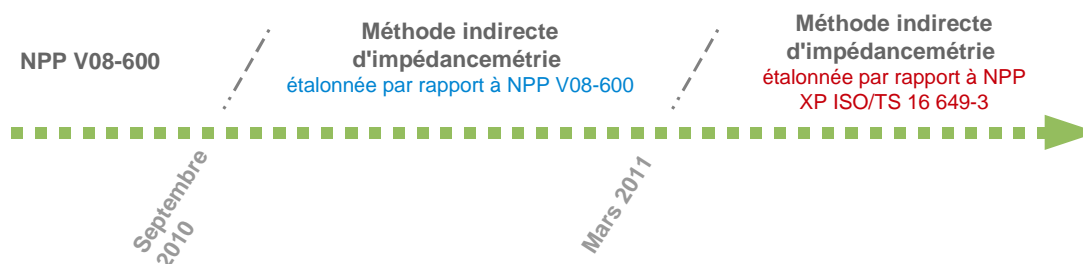 NPP V08-600
Méthode indirecte
d'impédancemétrie
étalonnée par rapport à NPP V08-600
Méthode indirecte
d'impédancemétrie
étalonnée par rapport à NPP
XP ISO/TS 16 649-3
Septembre
2010
Mars 2011